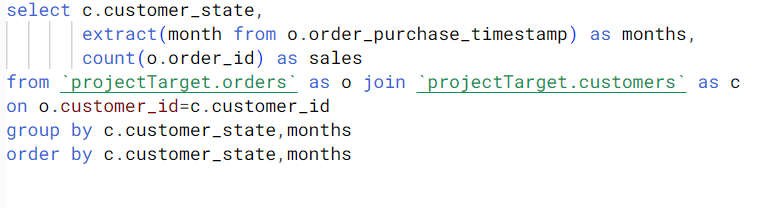 select c.customer_state,
extract(month from o.order_purchase_timestamp) as months,
count(o.order_id) as sales
from `projectTarget.orders` as o join `projectTarget.customers` as c
on o.customer_id=c.customer_id
group by c.customer_state,months
order by c.customer_state,months